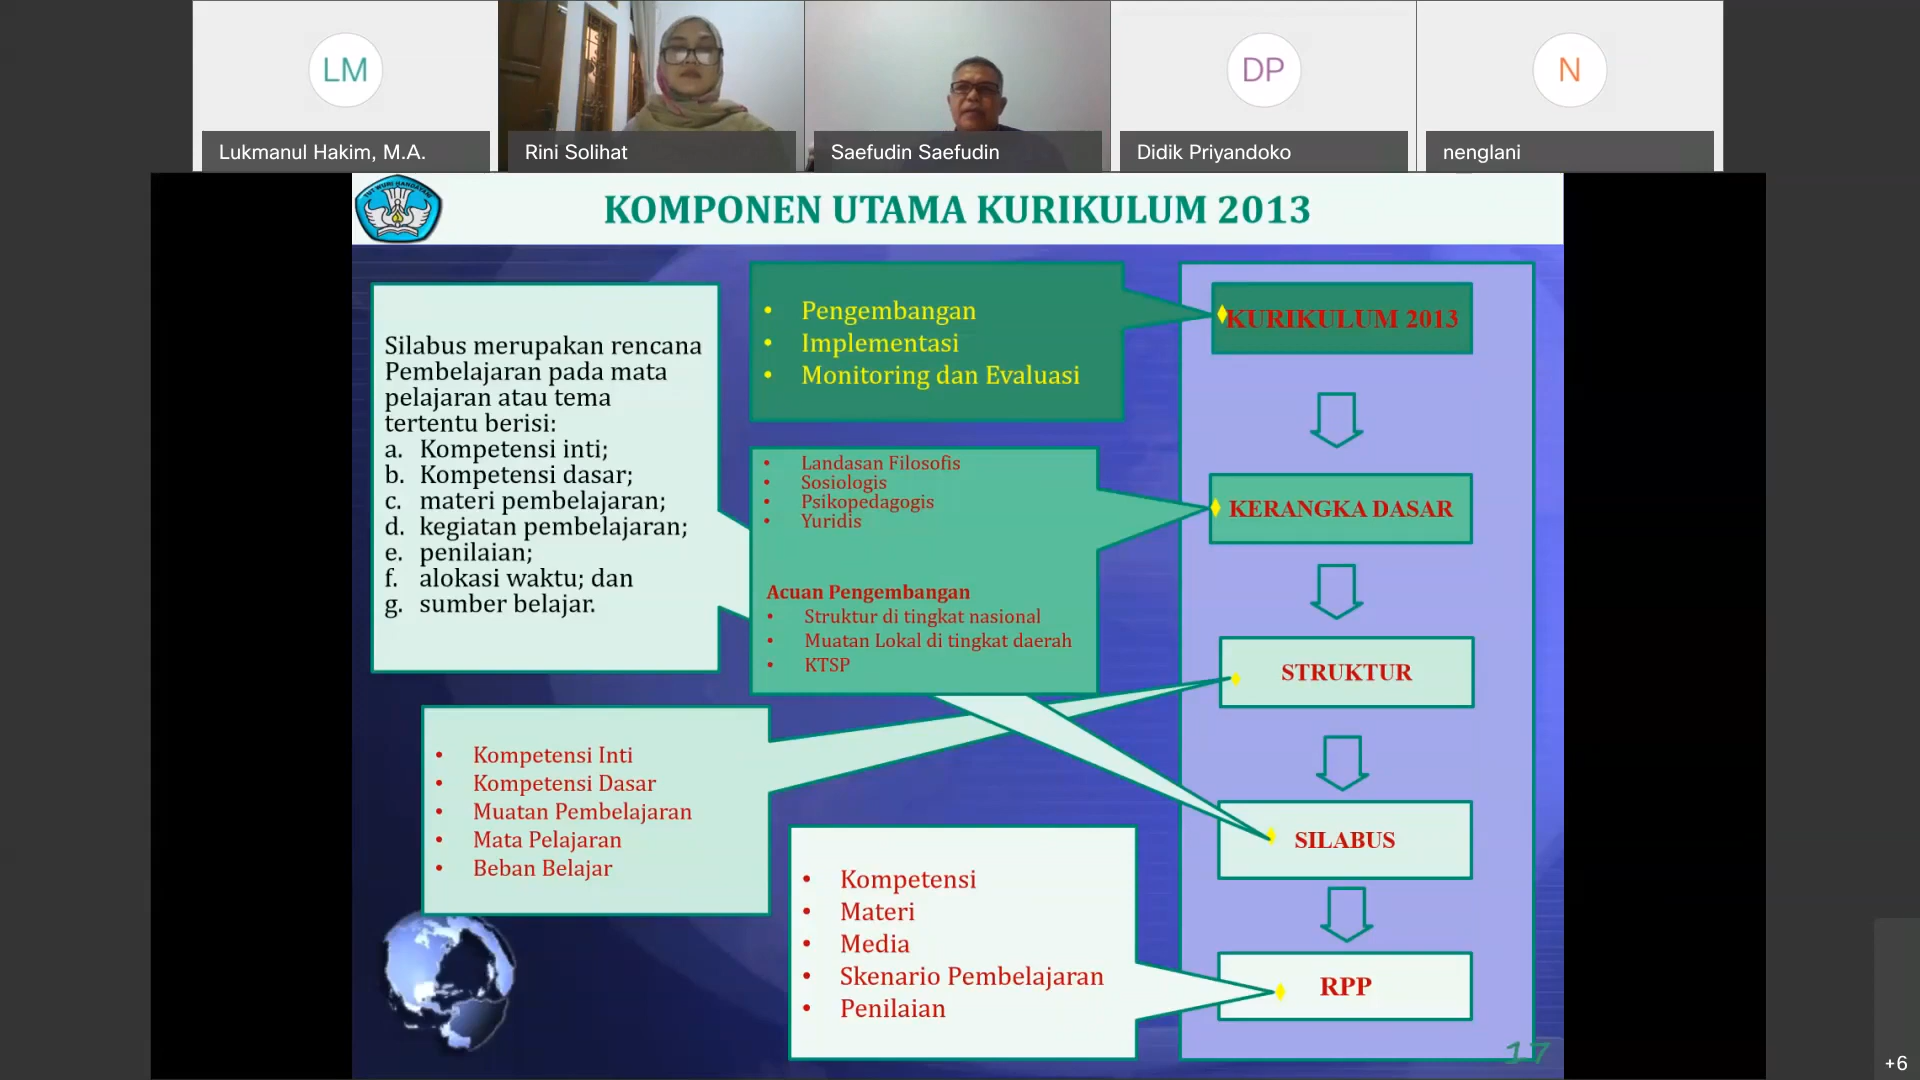 LM
DP
N
Lukmanul Hakim, M.A.
Rini Solihat
Saefudin Saefudin
Didik Priyandoko
nenglani
TUT WURI HANDAYANI
KOMPONEN UTAMA KURIKULUM 2013
Silabus merupakan rencana
Pembelajaran pada mata
pelajaran atau tema
tertentu berisi:
a. Kompetensi inti;
b. Kompetensi dasar;
c. materi pembelajaran;
d. kegiatan pembelajaran;
e. penilaian;
f. alokasi waktu; dan
g. sumber belajar.
• Pengembangan
• Implementasi
• Monitoring dan Evaluasi
• Landasan Filosofis
• Sosiologis
• Psikopedagogis
• Yuridis
Acuan Pengembangan
• Struktur di tingkat nasional
• Muatan Lokal di tingkat daerah
• KTSP
• Kompetensi Inti
• Kompetensi Dasar
• Muatan Pembelajaran
• Mata Pelajaran
• Beban Belajar
• Kompetensi
• Materi
• Media
• Skenario Pembelajaran
• Penilaian
KURIKULUM 2013
KERANGKA DASAR
STRUKTUR
SILABUS
RPP
17
+6